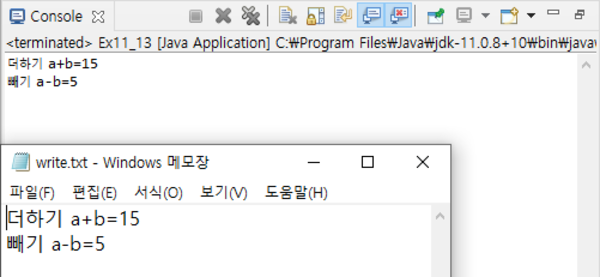 Console
<terminated> Ex11_13 [Java Application] C:₩Program Files₩Java₩jdk-11.0.8+10₩bin₩java
더하기 a+b=15
빼기 a-b=5
write.txt - Windows 메모장
파일(F) 편집(E) 서식(O) 보기(V) 도움말(H)
더하기 a+b=15
빼기 a-b=5